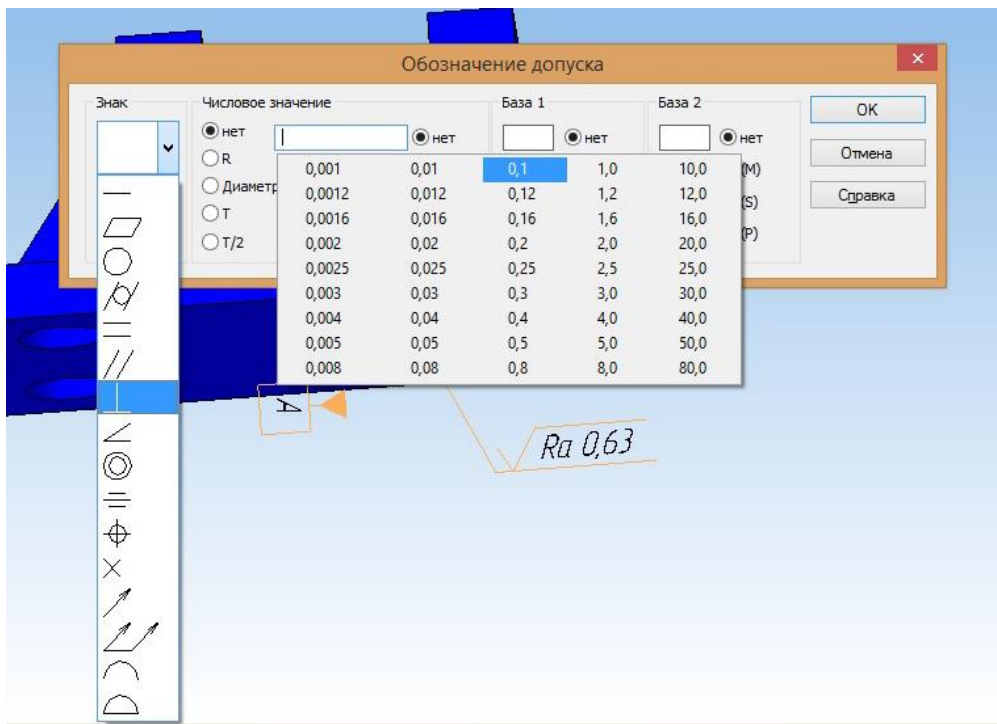 Обозначение допуска
Знак
Числовое значение
База 1
База 2
нет
нет
нет
нет
R
Диаметр
T
T/2
(M)
(S)
(P)
OK
Отмена
Справка
0,001 0,01 0,1 1,0 10,0
0,0012 0,012 0,12 1,2 12,0
0,0016 0,016 0,16 1,6 16,0
0,002 0,02 0,2 2,0 20,0
0,0025 0,025 0,25 2,5 25,0
0,003 0,03 0,3 3,0 30,0
0,004 0,04 0,4 4,0 40,0
0,005 0,05 0,5 5,0 50,0
0,008 0,08 0,8 8,0 80,0
A
Ra 0,63